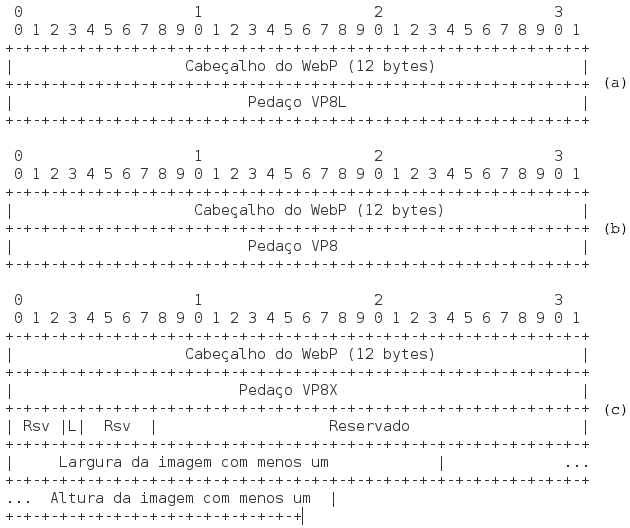 0                   1                   2                   3
0 1 2 3 4 5 6 7 8 9 0 1 2 3 4 5 6 7 8 9 0 1 2 3 4 5 6 7 8 9 0 1
+-+-+-+-+-+-+-+-+-+-+-+-+-+-+-+-+-+-+-+-+-+-+-+-+-+-+-+-+-+-+-+-+
| Cabeçalho do WebP (12 bytes) |
+-+-+-+-+-+-+-+-+-+-+-+-+-+-+-+-+-+-+-+-+-+-+-+-+-+-+-+-+-+-+-+-+ (a)
| Pedaço VP8L |
+-+-+-+-+-+-+-+-+-+-+-+-+-+-+-+-+-+-+-+-+-+-+-+-+-+-+-+-+-+-+-+-+
0                   1                   2                   3
0 1 2 3 4 5 6 7 8 9 0 1 2 3 4 5 6 7 8 9 0 1 2 3 4 5 6 7 8 9 0 1
+-+-+-+-+-+-+-+-+-+-+-+-+-+-+-+-+-+-+-+-+-+-+-+-+-+-+-+-+-+-+-+-+
| Cabeçalho do WebP (12 bytes) |
+-+-+-+-+-+-+-+-+-+-+-+-+-+-+-+-+-+-+-+-+-+-+-+-+-+-+-+-+-+-+-+-+ (b)
| Pedaço VP8 |
+-+-+-+-+-+-+-+-+-+-+-+-+-+-+-+-+-+-+-+-+-+-+-+-+-+-+-+-+-+-+-+-+
0                   1                   2                   3
0 1 2 3 4 5 6 7 8 9 0 1 2 3 4 5 6 7 8 9 0 1 2 3 4 5 6 7 8 9 0 1
+-+-+-+-+-+-+-+-+-+-+-+-+-+-+-+-+-+-+-+-+-+-+-+-+-+-+-+-+-+-+-+-+
| Cabeçalho do WebP (12 bytes) |
+-+-+-+-+-+-+-+-+-+-+-+-+-+-+-+-+-+-+-+-+-+-+-+-+-+-+-+-+-+-+-+-+
| Pedaço VP8X |
+-+-+-+-+-+-+-+-+-+-+-+-+-+-+-+-+-+-+-+-+-+-+-+-+-+-+-+-+-+-+-+-+ (c)
| Rsv |L| Rsv | Reservado |
+-+-+-+-+-+-+-+-+-+-+-+-+-+-+-+-+-+-+-+-+-+-+-+-+-+-+-+-+-+-+-+-+
| Largura da imagem com menos um | ...
+-+-+-+-+-+-+-+-+-+-+-+-+-+-+-+-+-+-+-+-+-+-+-+-+-+-+-+-+-+-+-+-+
... Altura da imagem com menos um |
+-+-+-+-+-+-+-+-+-+-+-+-+-+-+-+-+|